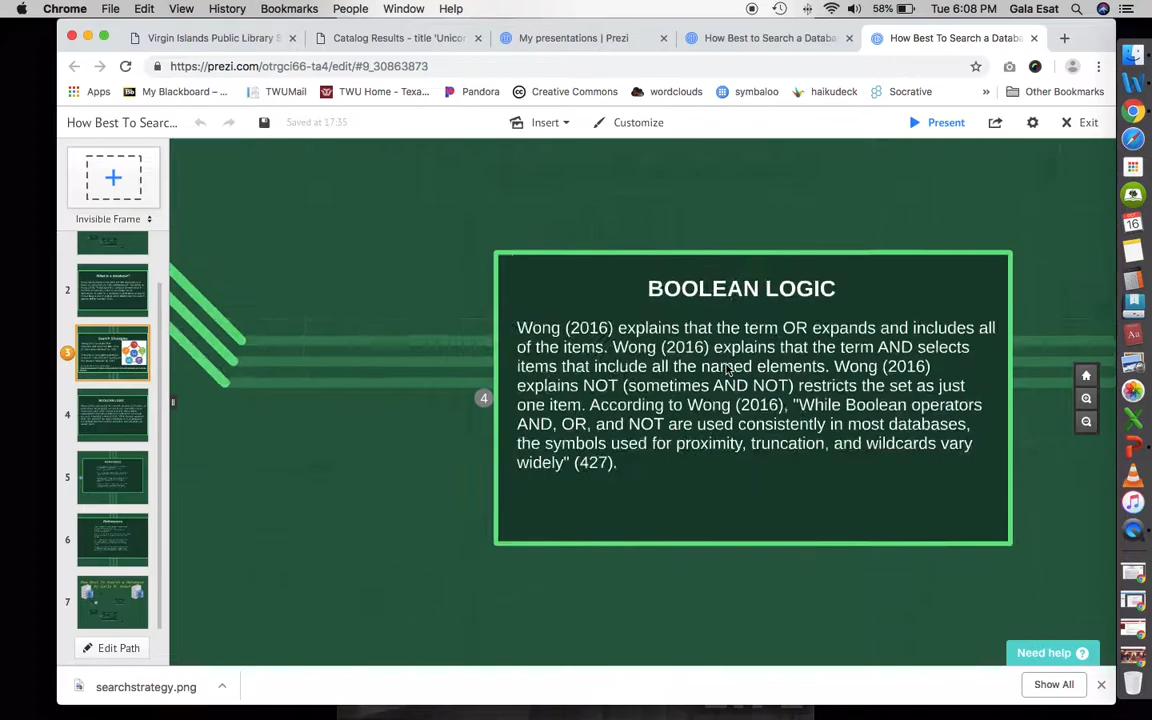 Chrome File Edit View History Bookmarks People Window Help 58% Tue 6:08 PM Gala Esat
Virgin Islands Public Library S Catalog Results - title 'Unicor My presentations | Prezi How Best to Search a Databa How Best To Search a Databa
https://prezi.com/otrgci66-ta4/edit/#9_30863873
Apps My Blackboard –... TWUMail TWU Home - Texa... Pandora Creative Commons wordclouds symbaloo haikudeck Socrative » Other Bookmarks
How Best To Searc... Saved at 17:35 Insert Customize Present Exit
Invisible Frame
2
3
4
5
6
7
Edit Path
BOOLEAN LOGIC
Wong (2016) explains that the term OR expands and includes all
of the items. Wong (2016) explains that the term AND selects
items that include all the named elements. Wong (2016)
explains NOT (sometimes AND NOT) restricts the set as just
one item. According to Wong (2016), "While Boolean operators
AND, OR, and NOT are used consistently in most databases,
the symbols used for proximity, truncation, and wildcards vary
widely" (427).
4
Need help ?
searchstrategy.png
Show All